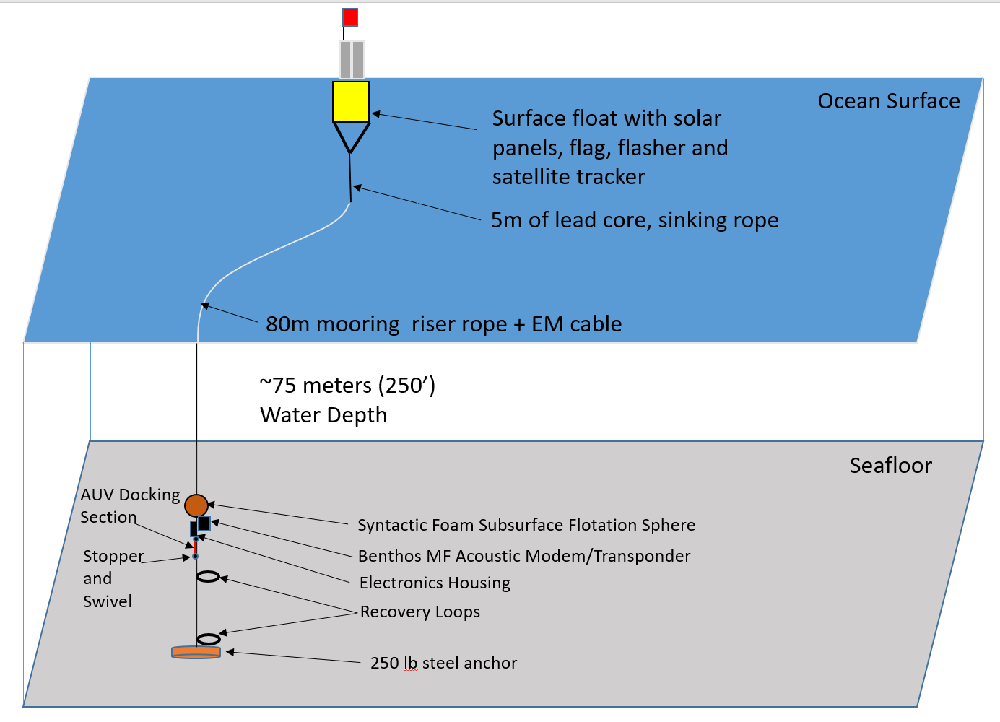 Ocean Surface
Surface float with solar
panels, flag, flasher and
satellite tracker
5m of lead core, sinking rope
80m mooring  riser rope + EM cable
~75 meters (250’)
Water Depth
Seafloor
AUV Docking
Section
Stopper
and
Swivel
Syntactic Foam Subsurface Flotation Sphere
Benthos MF Acoustic Modem/Transponder
Electronics Housing
Recovery Loops
250 lb steel anchor